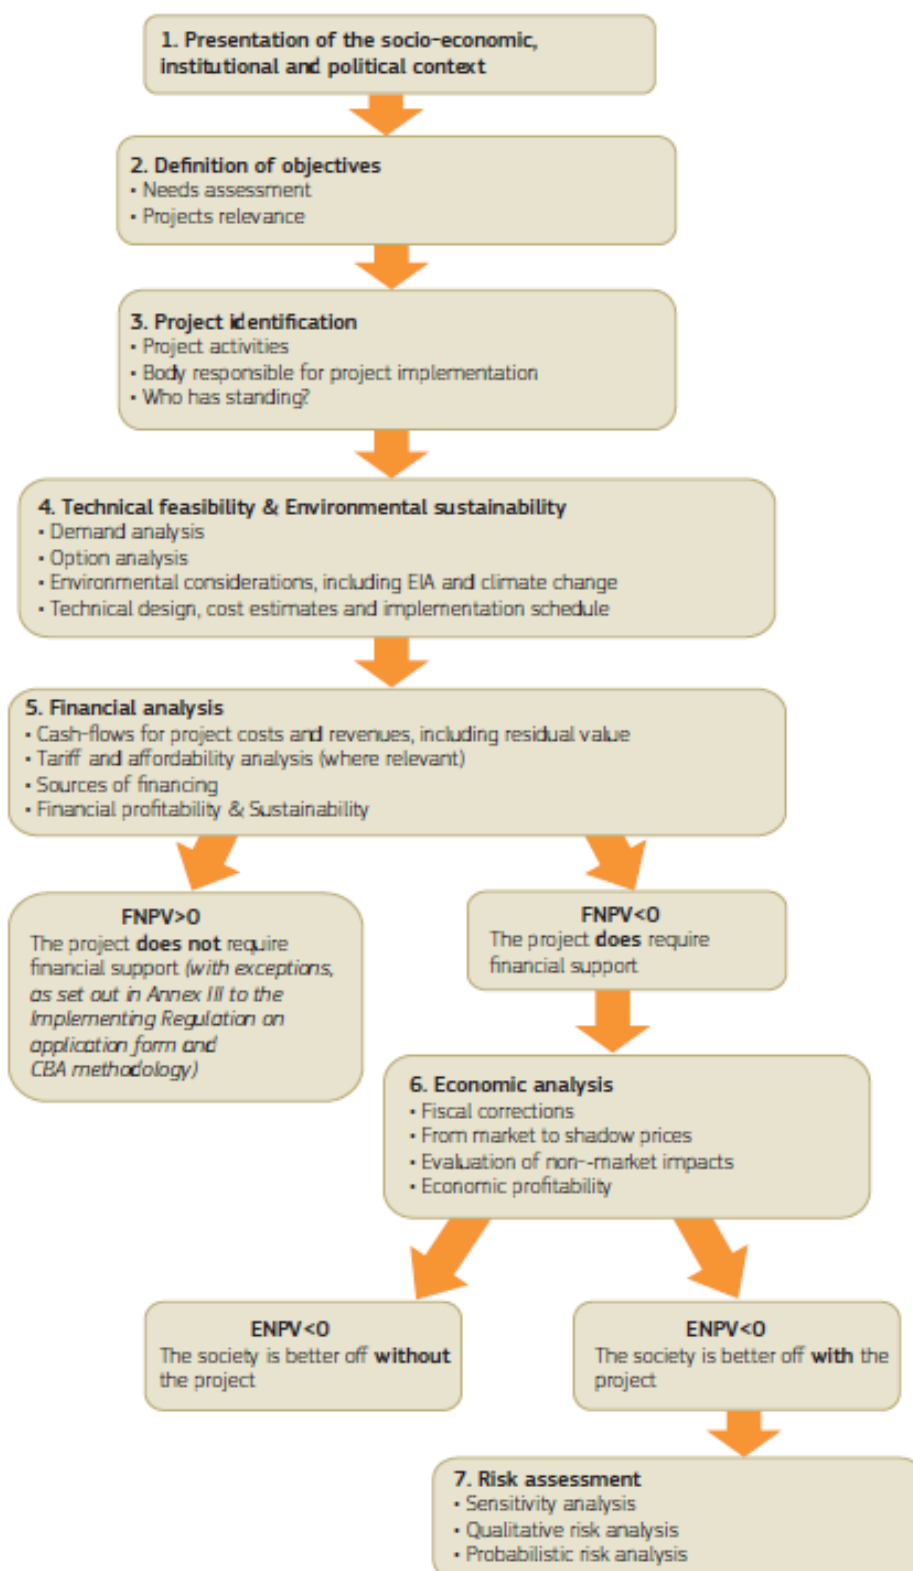 1. Presentation of the socio-economic,
institutional and political context
2. Definition of objectives
• Needs assessment
• Projects relevance
3. Project identification
• Project activities
• Body responsible for project implementation
• Who has standing?
4. Technical feasibility & Environmental sustainability
• Demand analysis
• Option analysis
• Environmental considerations, including EIA and climate change
• Technical design, cost estimates and implementation schedule
5. Financial analysis
• Cash-flows for project costs and revenues, including residual value
• Tariff and affordability analysis (where relevant)
• Sources of financing
• Financial profitability & Sustainability
FNPV>0
The project does not require
financial support (with exceptions,
as set out in Annex III to the
Implementing Regulation on
application form and
CBA methodology)
FNPV<0
The project does require
financial support
6. Economic analysis
• Fiscal corrections
• From market to shadow prices
• Evaluation of non--market impacts
• Economic profitability
ENPV<0
The society is better off without
the project
ENPV<0
The society is better off with the
project
7. Risk assessment
• Sensitivity analysis
• Qualitative risk analysis
• Probabilistic risk analysis